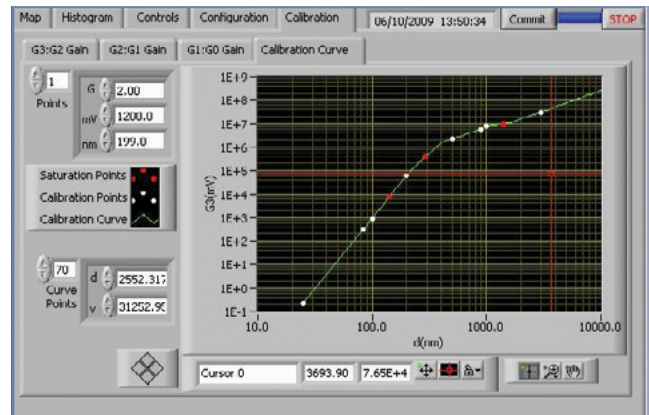 Map Histogram Controls Configuration Calibration 06/10/2009 13:50:34 Commit STOP
G3:G2 Gain G2:G1 Gain G1:G0 Gain Calibration Curve
1
Points
G 2.00
mV 1200.0
nm 199.0
Saturation Points
Calibration Points
Calibration Curve
70
Curve
Points
d 2552.317
v 31252.95
G3(mV)
1E+9
1E+8
1E+7
1E+6
1E+5
1E+4
1E+3
1E+2
1E+1
1E+0
1E-1
10.0 100.0 1000.0 10000.0
d(nm)
Cursor 0 3693.90 7.65E+4